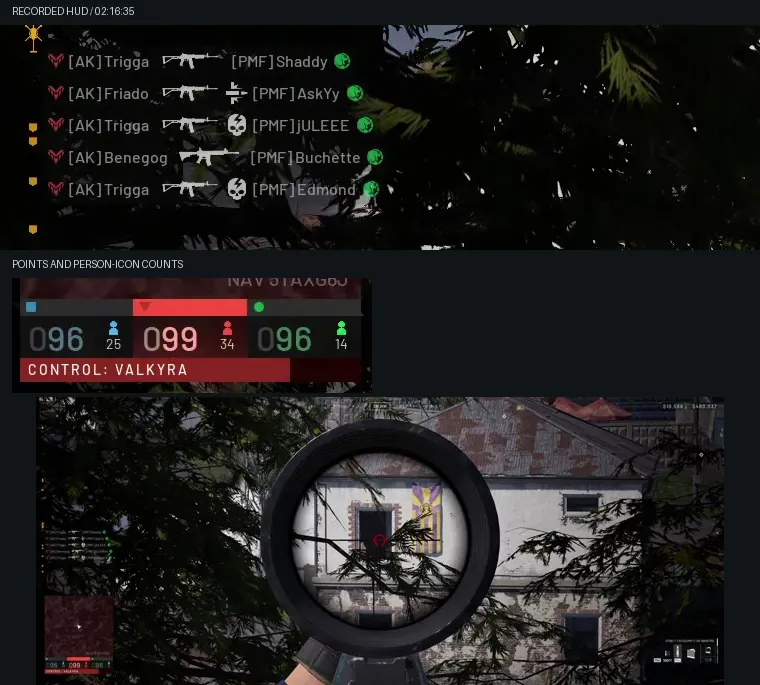 RECORDED HUD / 02:16:35
[AK]Trigga [PMF]Shaddy
[AK]Friado [PMF]AskYy
[AK]Trigga [PMF]jULEEE
[AK]Benegog [PMF]Buchette
[AK]Trigga [PMF]Edmond
POINTS AND PERSON-ICON COUNTS
096 25 099 34 096 14
CONTROL: VALKYRA